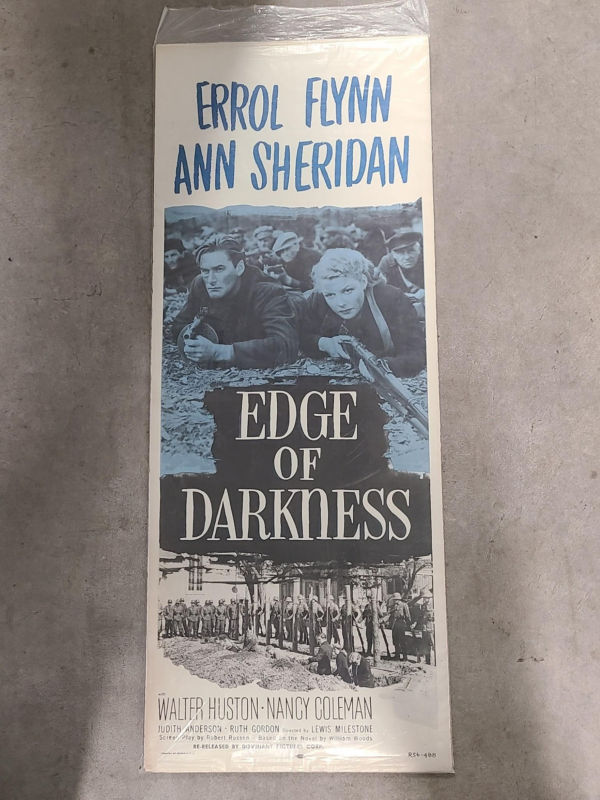 ERROL FLYNN
ANN SHERIDAN
EDGE
OF
DARKNESS
WALTER HUSTON · NANCY COLEMAN
JUDITH ANDERSON · RUTH GORDON Directed by LEWIS MILESTONE
Screen Play by Robert Rossen · Based on the Novel by William Woods
RE-RELEASED BY DOMINANT PICTURES CORP.
R56-488